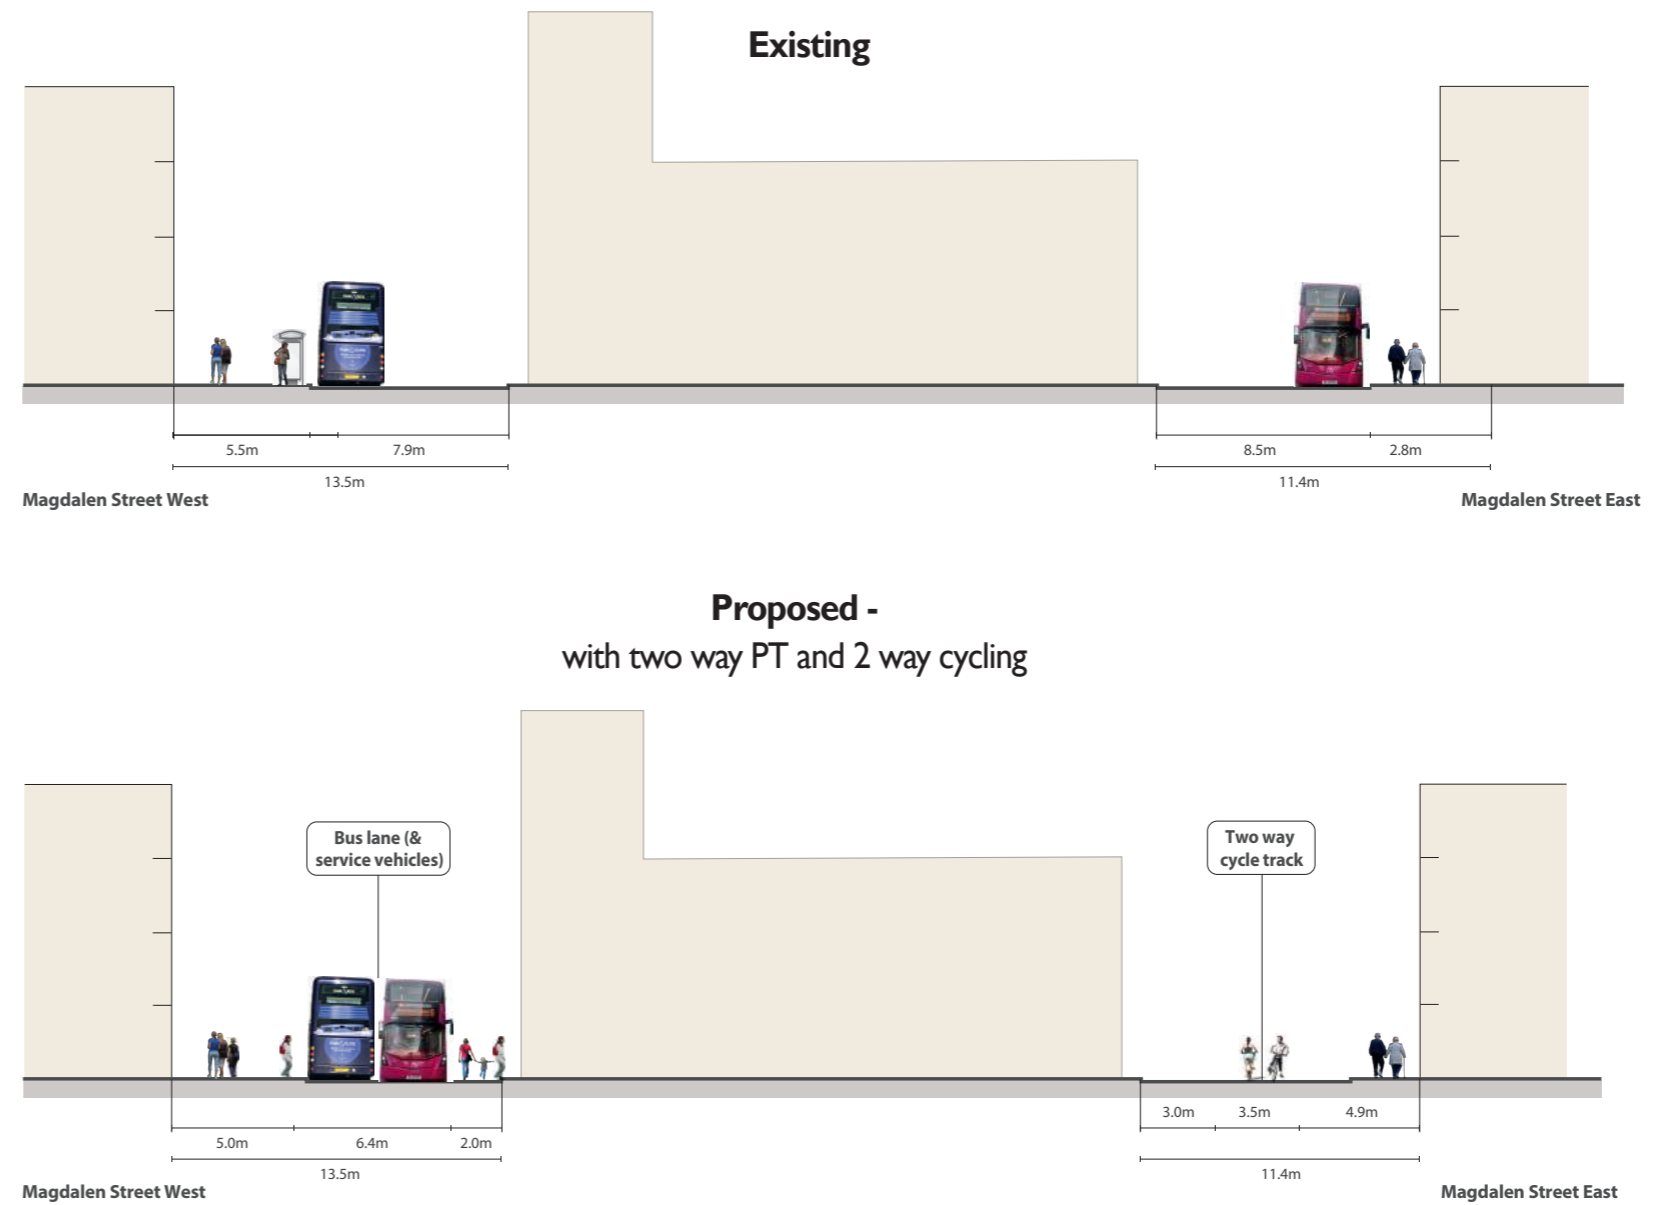 Existing
5.5m
7.9m
13.5m
8.5m
2.8m
11.4m
Magdalen Street West
Magdalen Street East
Proposed -
with two way PT and 2 way cycling
Bus lane (&
service vehicles)
Two way
cycle track
5.0m
6.4m
2.0m
13.5m
3.0m
3.5m
4.9m
11.4m
Magdalen Street West
Magdalen Street East